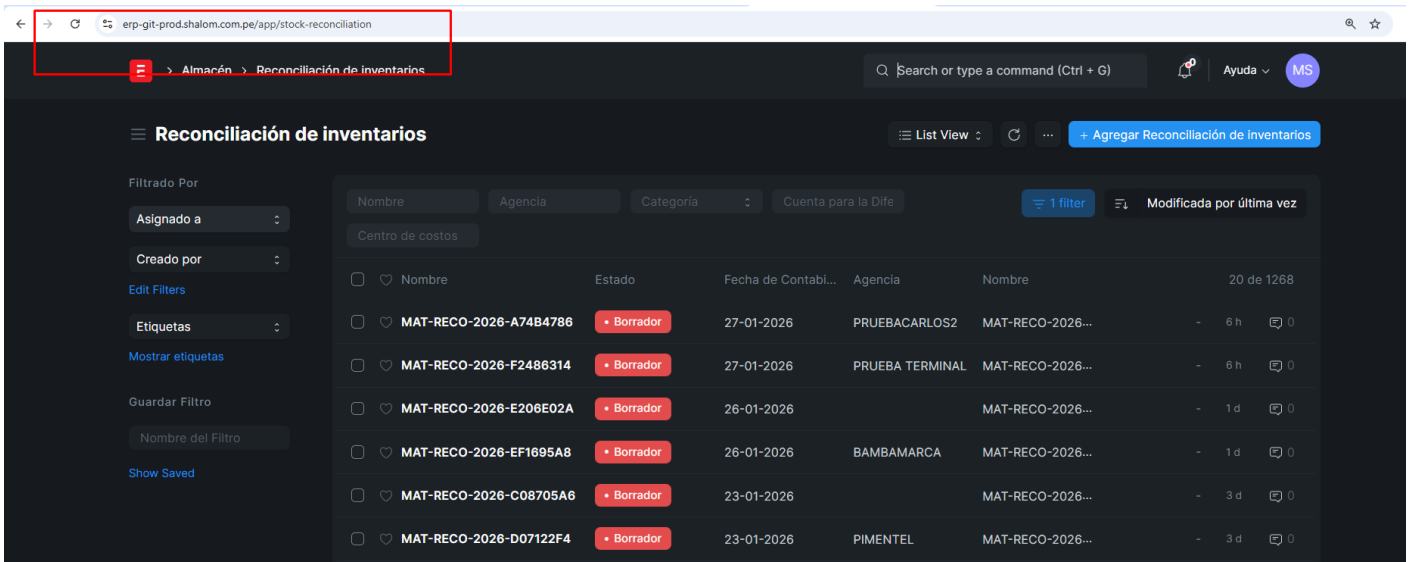 erp-git-prod.shalom.com.pe/app/stock-reconciliation
E > Almacén > Reconciliación de inventarios
Search or type a command (Ctrl + G)
Ayuda
MS
Reconciliación de inventarios
List View
...
+ Agregar Reconciliación de inventarios
Filtrado Por
Asignado a
Creado por
Edit Filters
Etiquetas
Mostrar etiquetas
Guardar Filtro
Nombre del Filtro
Show Saved
Nombre Agencia Categoría Cuenta para la Dife
1 filter
Modificada por última vez
Centro de costos
Nombre Estado Fecha de Contabi... Agencia Nombre 20 de 1268
MAT-RECO-2026-A74B4786 • Borrador 27-01-2026 PRUEBACARLOS2 MAT-RECO-2026... - 6 h 0
MAT-RECO-2026-F2486314 • Borrador 27-01-2026 PRUEBA TERMINAL MAT-RECO-2026... - 6 h 0
MAT-RECO-2026-E206E02A • Borrador 26-01-2026 MAT-RECO-2026... - 1 d 0
MAT-RECO-2026-EF1695A8 • Borrador 26-01-2026 BAMBAMARCA MAT-RECO-2026... - 1 d 0
MAT-RECO-2026-C08705A6 • Borrador 23-01-2026 MAT-RECO-2026... - 3 d 0
MAT-RECO-2026-D07122F4 • Borrador 23-01-2026 PIMENTEL MAT-RECO-2026... - 3 d 0